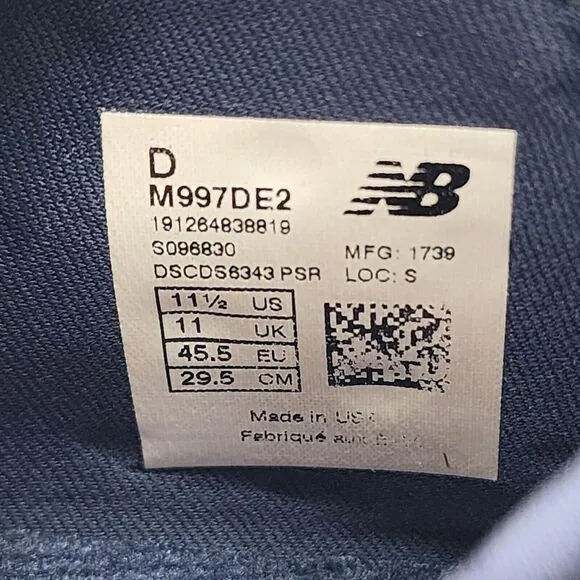 D
NB
M997DE2
191264838819
S096830
MFG: 1739
DSCDS6343 PSR
LOC: S
11½ US
11 UK
45.5 EU
29.5 CM
Made in
Fabriqué